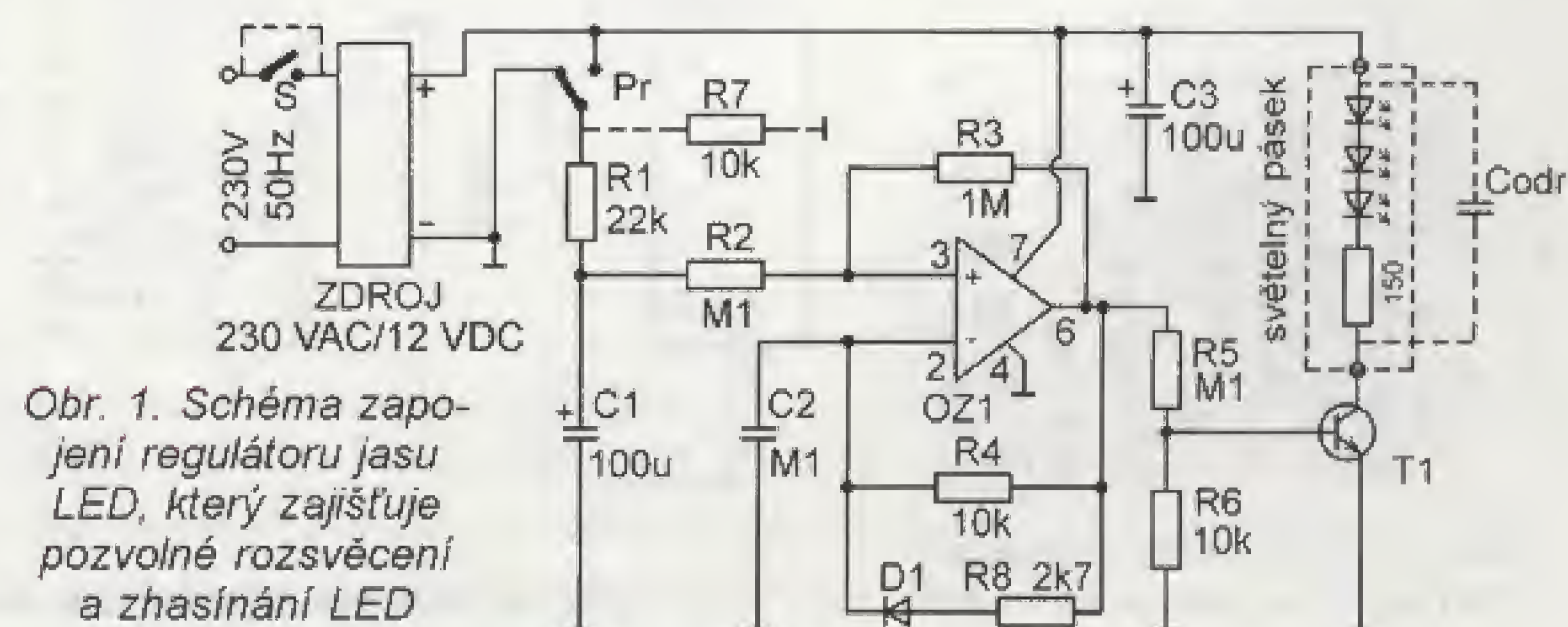 S
230V
50Hz
+
-
ZDROJ
230 VAC/12 VDC
Pr
R7
10k
R1
22k
R2
M1
R3
1M
3
+
7
2
-
4
6
OZ1
+
C1
100u
C2
M1
R4
10k
D1
R8 2k7
+
C3
100u
R5
M1
R6
10k
světelný pásek
150
Codr
T1
Obr. 1. Schéma zapo-
jení regulátoru jasu
LED, který zajišťuje
pozvolné rozsvěcení
a zhasínání LED